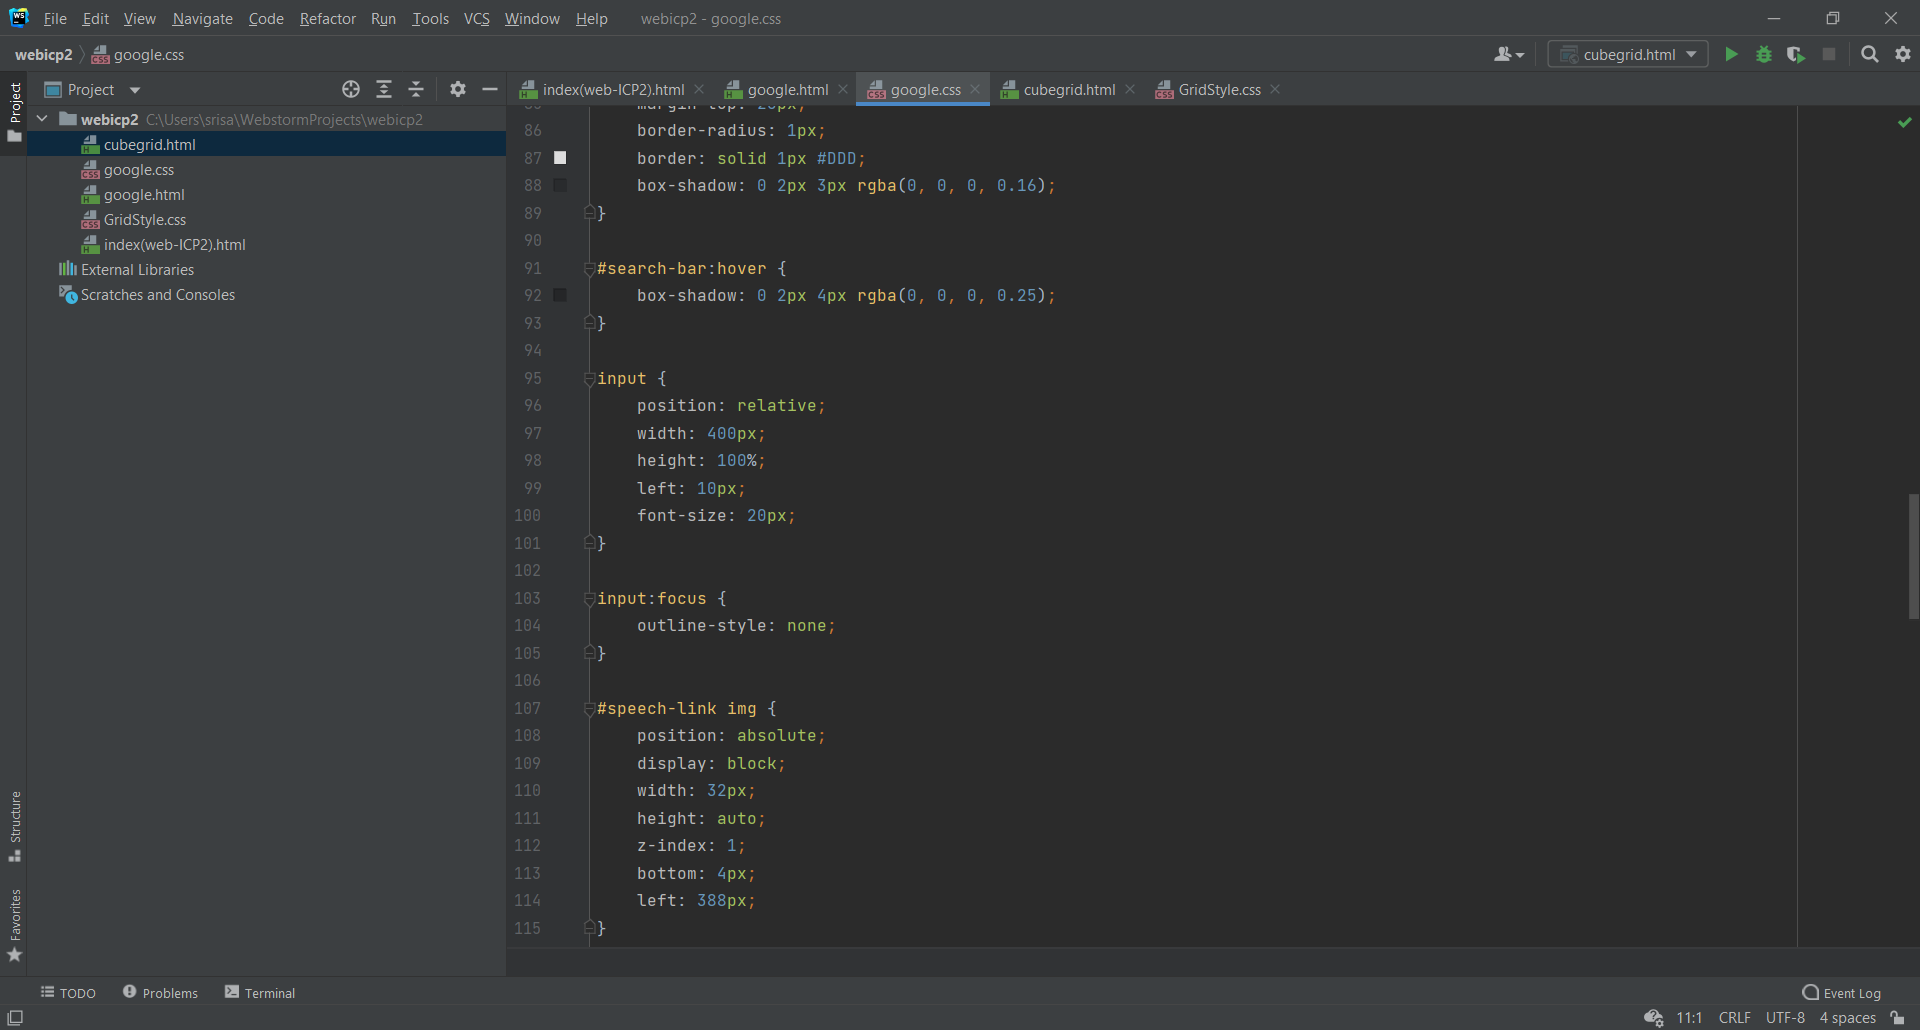 WS File Edit View Navigate Code Refactor Run Tools VCS Window Help webicp2 - google.css
webicp2 google.css cubegrid.html
Project
Project
index(web-ICP2).html google.html google.css cubegrid.html GridStyle.css
webicp2 C:\Users\srisa\WebstormProjects\webicp2
cubegrid.html
google.css
google.html
GridStyle.css
index(web-ICP2).html
External Libraries
Scratches and Consoles
margin-top: 20px;
86 border-radius: 1px;
87 border: solid 1px #DDD;
88 box-shadow: 0 2px 3px rgba(0, 0, 0, 0.16);
89 }
90
91 #search-bar:hover {
92 box-shadow: 0 2px 4px rgba(0, 0, 0, 0.25);
93 }
94
95 input {
96 position: relative;
97 width: 400px;
98 height: 100%;
99 left: 10px;
100 font-size: 20px;
101 }
102
103 input:focus {
104 outline-style: none;
105 }
106
107 #speech-link img {
108 position: absolute;
109 display: block;
110 width: 32px;
111 height: auto;
112 z-index: 1;
113 bottom: 4px;
114 left: 388px;
115 }
Structure
Favorites
TODO Problems Terminal Event Log
11:1 CRLF UTF-8 4 spaces